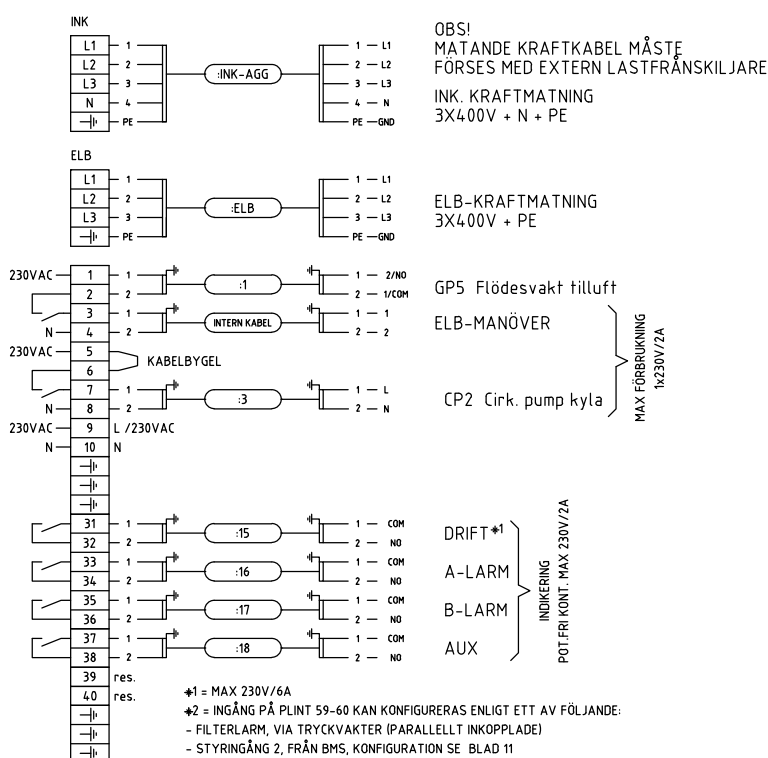 INK
L1 1 1 L1
L2 2 :INK-AGG 2 L2
L3 3 3 L3
N 4 4 N
PE PE GND
OBS!
MATANDE KRAFTKABEL MÅSTE
FÖRSES MED EXTERN LASTFRÅNSKILJARE
INK. KRAFTMATNING
3X400V + N + PE
ELB
L1 1 1 L1
L2 2 :ELB 2 L2
L3 3 3 L3
PE PE GND
ELB-KRAFTMATNING
3X400V + PE
230VAC 1 1 :1 1 2/NO
2 2 2 1/COM
GP5 Flödesvakt tilluft
3 1 INTERN KABEL 1 1
N 4 2 2 2
ELB-MANÖVER
230VAC 5
6
KABELBYGEL
7 1 :3 1 L
N 8 2 2 N
CP2 Cirk. pump kyla
MAX FÖRBRUKNING
1x230V/2A
230VAC 9 L /230VAC
N 10 N
31 1 :15 1 COM
32 2 2 NO
DRIFT*1
33 1 :16 1 COM
34 2 2 NO
A-LARM
35 1 :17 1 COM
36 2 2 NO
B-LARM
37 1 :18 1 COM
38 2 2 NO
AUX
INDIKERING
POT.FRI KONT. MAX 230V/2A
39 res.
40 res.
*1 = MAX 230V/6A
*2 = INGÅNG PÅ PLINT 59-60 KAN KONFIGURERAS ENLIGT ETT AV FÖLJANDE:
- FILTERLARM, VIA TRYCKVAKTER (PARALLELLT INKOPPLADE)
- STYRINGÅNG 2, FRÅN BMS, KONFIGURATION SE BLAD 11